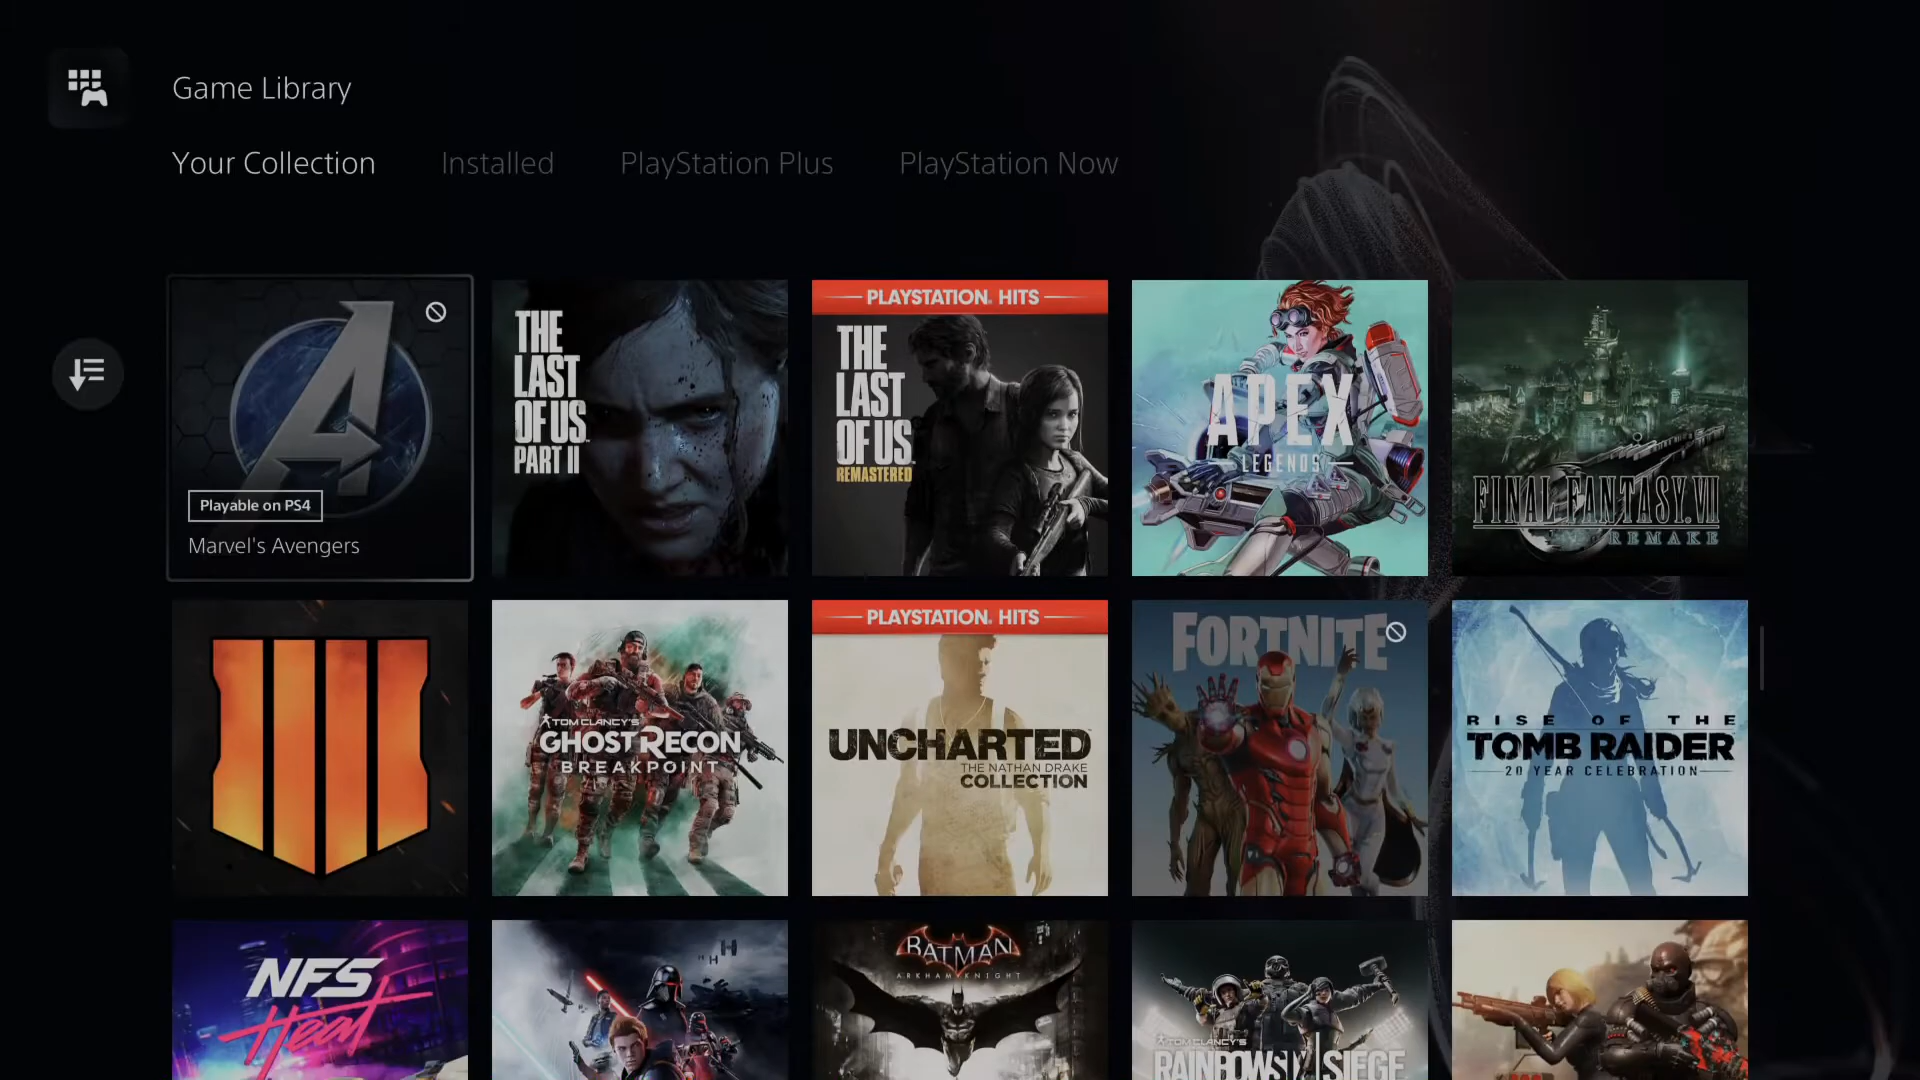 Game Library
Your Collection
Installed
PlayStation Plus
PlayStation Now
Playable on PS4
Marvel's Avengers
THE
LAST
OF US
PART II
PLAYSTATION® HITS
THE
LAST
OF US
REMASTERED
APEX
LEGENDS
FINAL FANTASY VII
REMAKE
TOM CLANCY'S
GHOST RECON
BREAKPOINT
PLAYSTATION® HITS
UNCHARTED
THE NATHAN DRAKE
COLLECTION
FORTNITE
RISE OF THE
TOMB RAIDER
20 YEAR CELEBRATION
NFS
Heat
BATMAN
ARKHAM KNIGHT
TOM CLANCY'S
RAINBOW SIX SIEGE